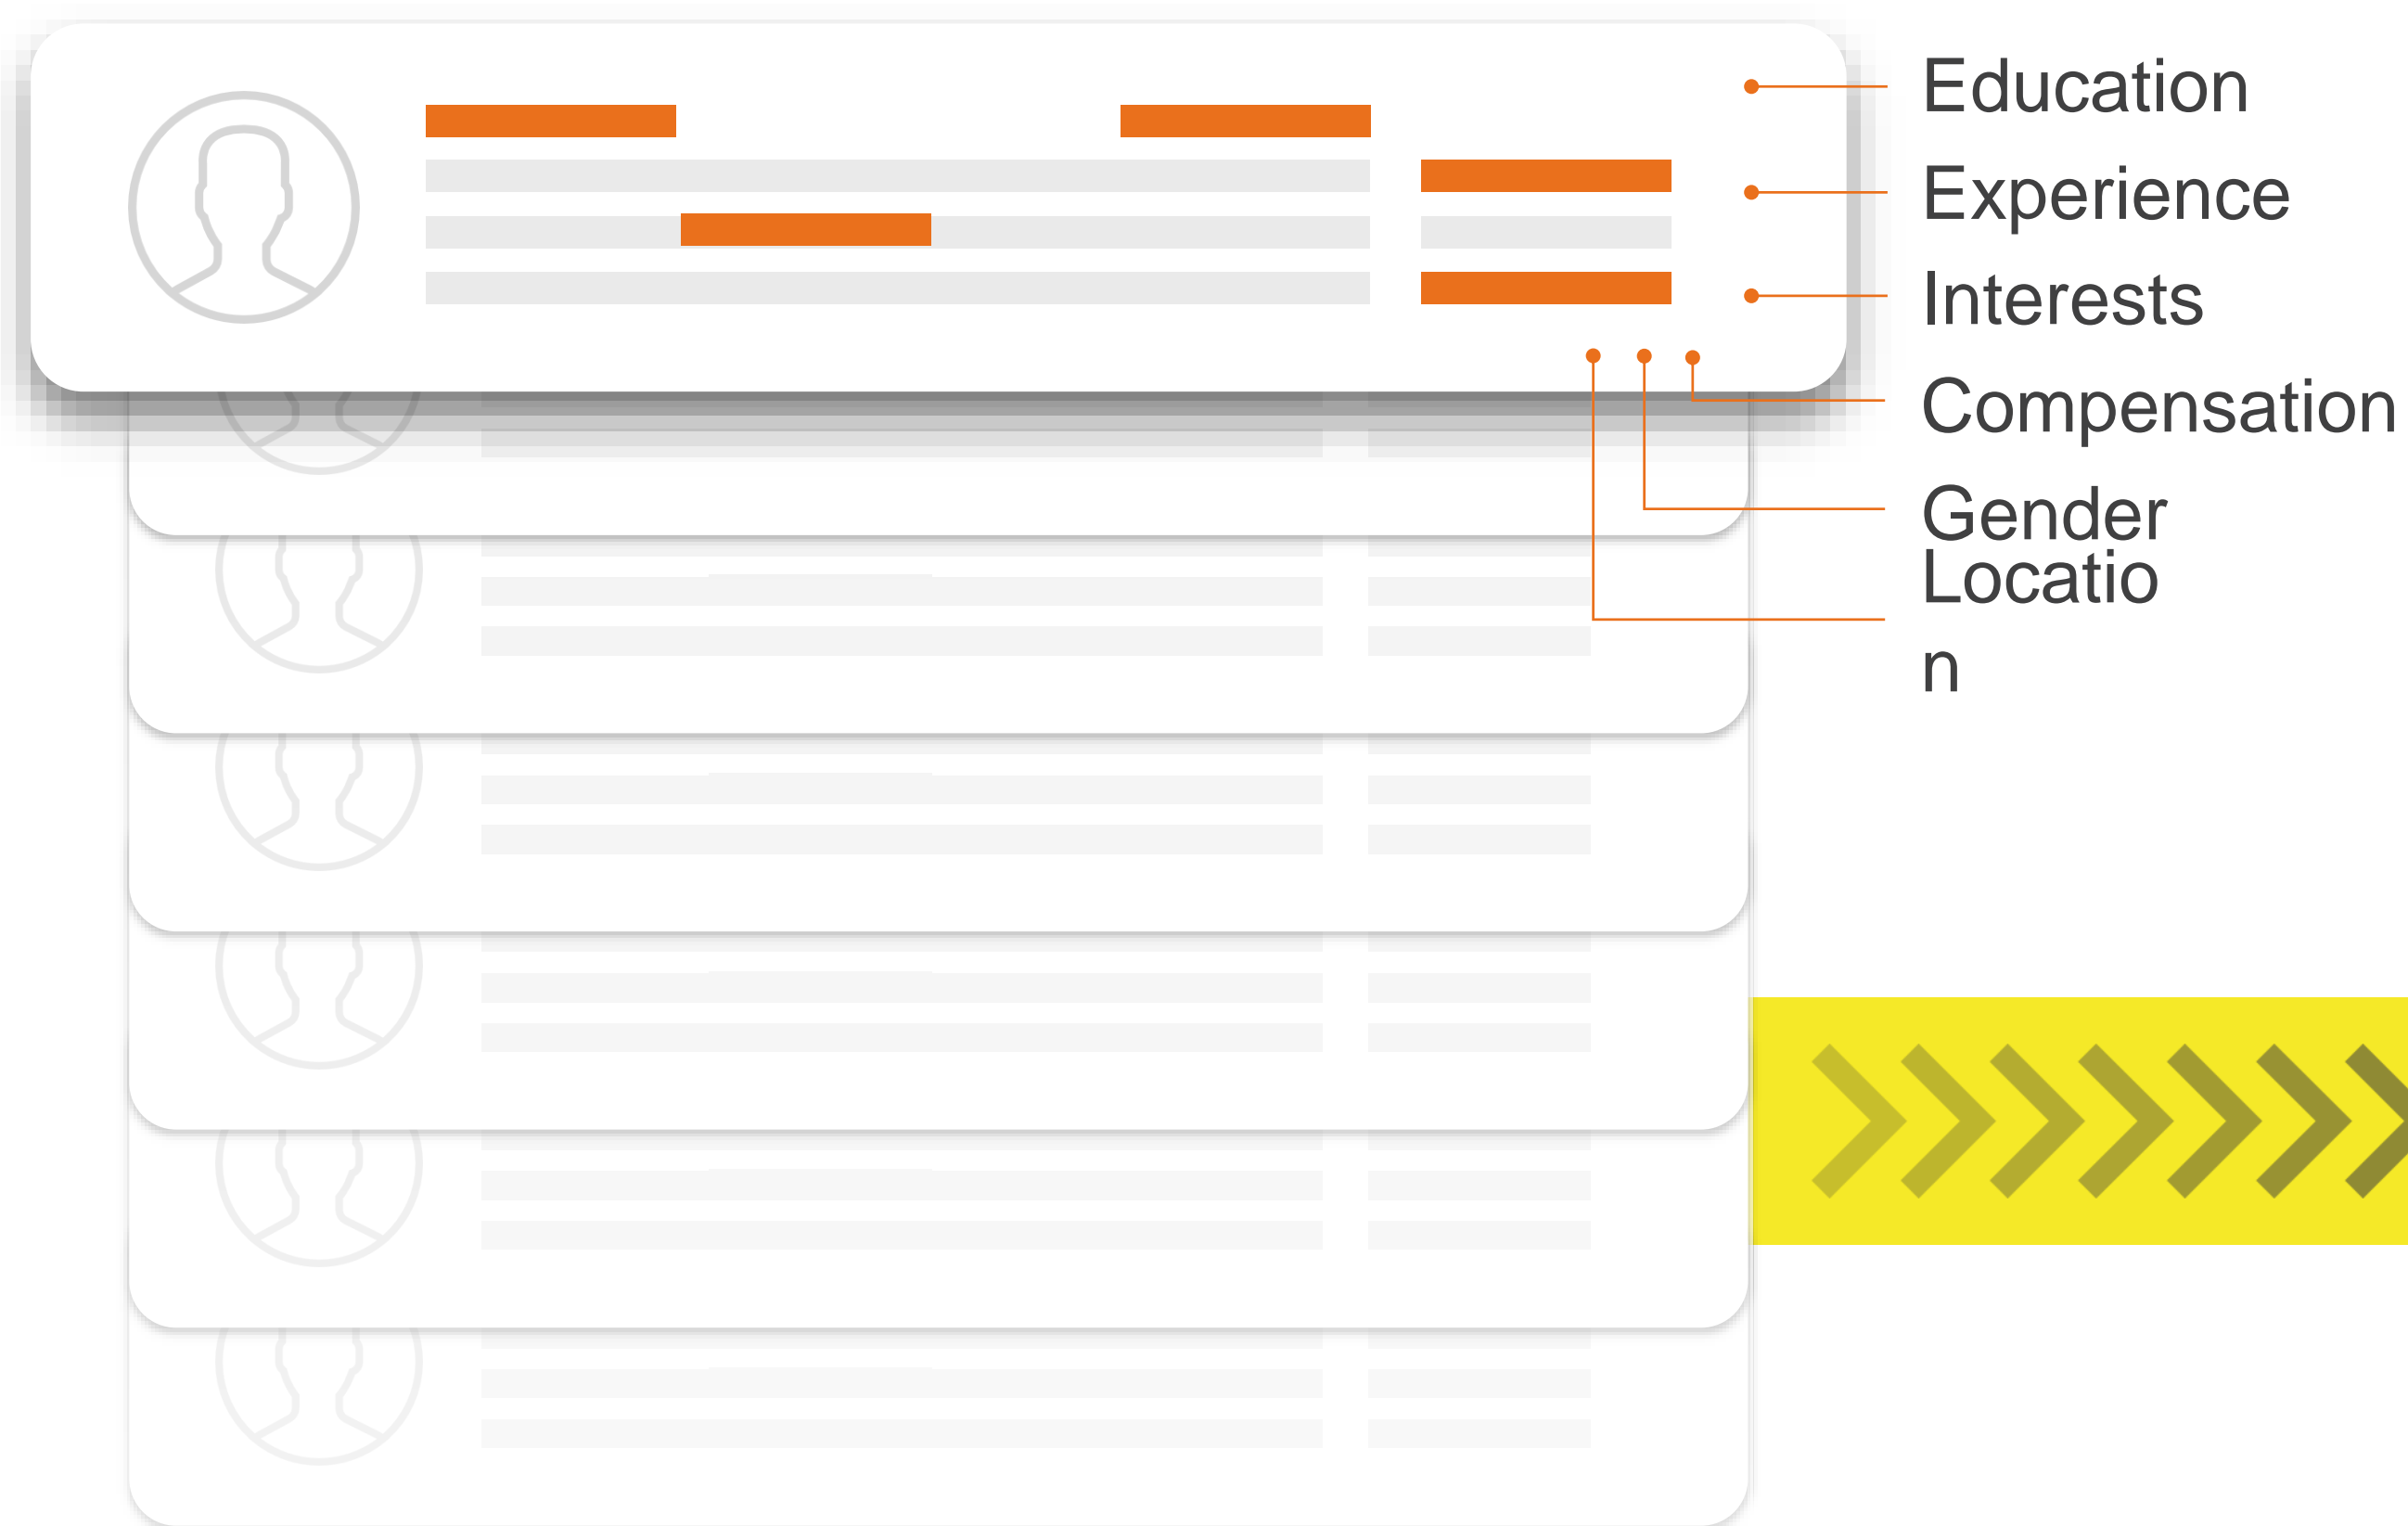 Education
Experience
Interests
Compensation
Gender
Locatio
n